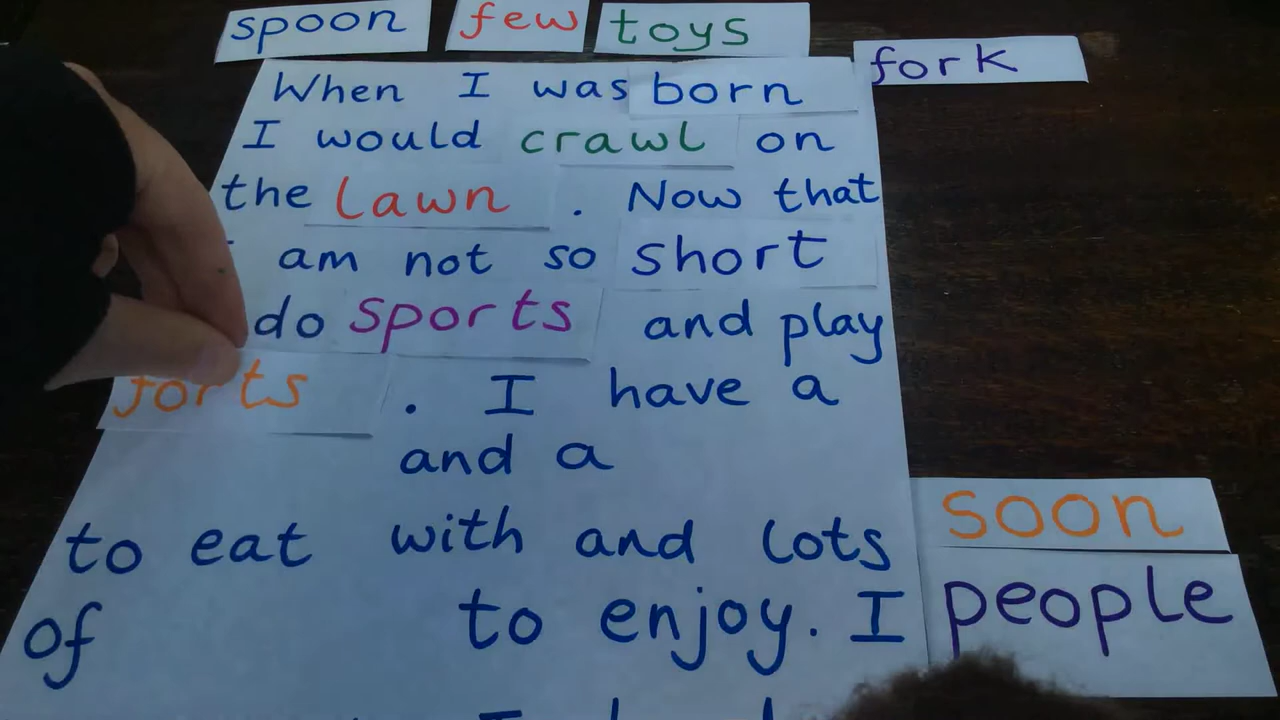 spoon few toys
fork
When I was born
I would crawl on
the lawn . Now that
am not so short
do sports and play
forts . I have a
and a
to eat with and lots
of to enjoy. I
soon
people